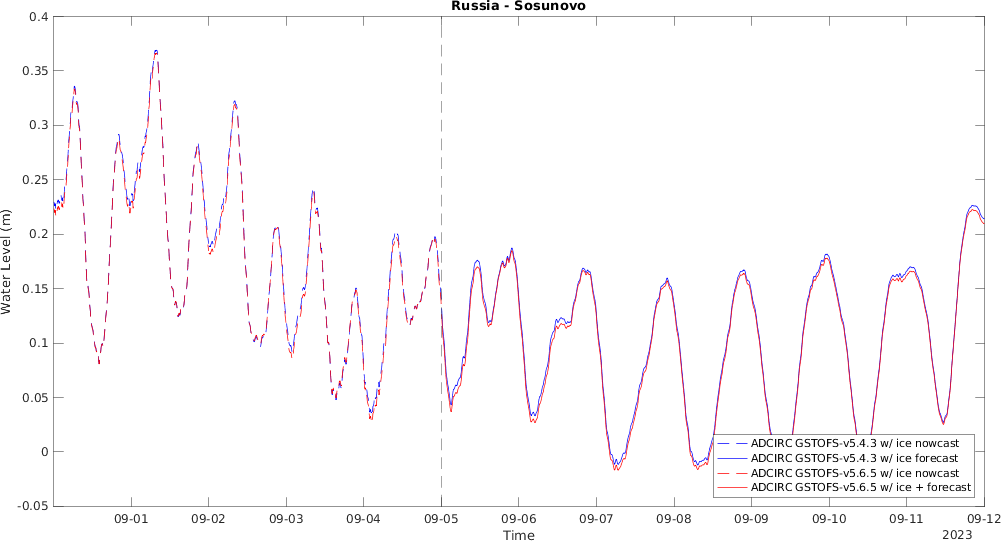 Russia - Sosunovo
Water Level (m)
0.4
0.35
0.3
0.25
0.2
0.15
0.1
0.05
0
-0.05
ADCIRC GSTOFS-v5.4.3 w/ ice nowcast
ADCIRC GSTOFS-v5.4.3 w/ ice forecast
ADCIRC GSTOFS-v5.6.5 w/ ice nowcast
ADCIRC GSTOFS-v5.6.5 w/ ice + forecast
09-01 09-02 09-03 09-04 09-05 09-06 09-07 09-08 09-09 09-10 09-11 09-12
Time
2023